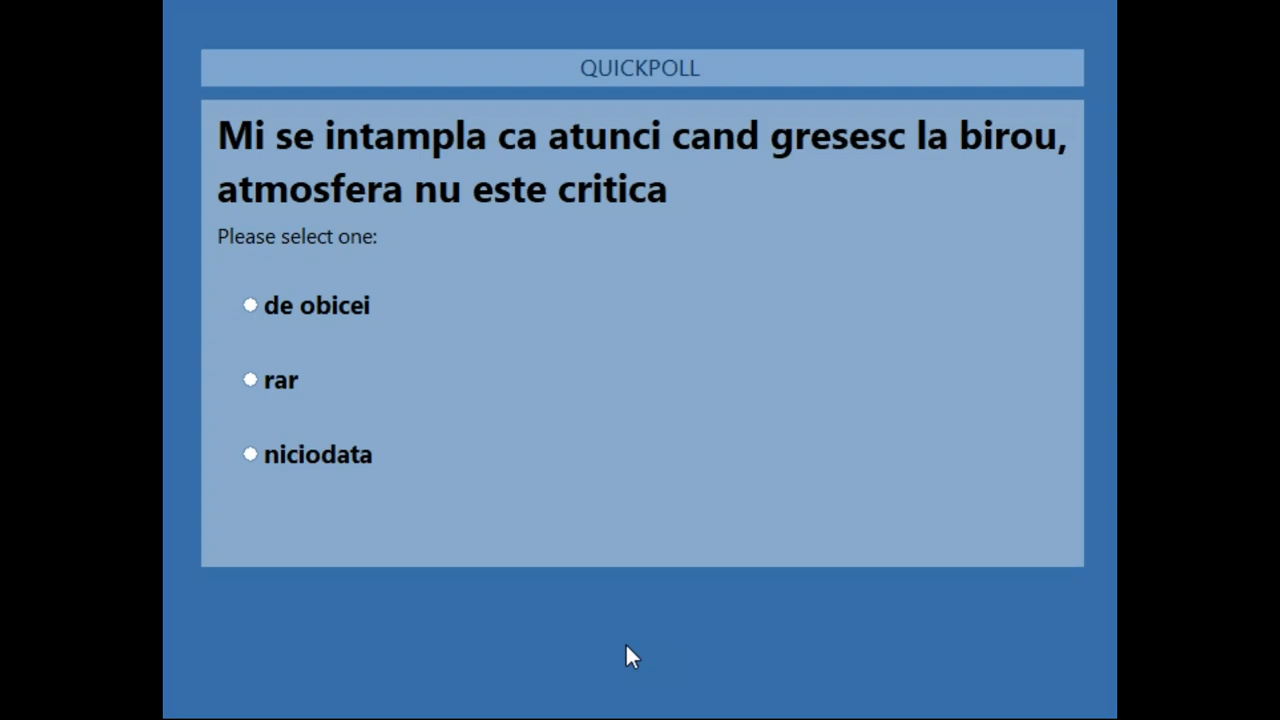 QUICKPOLL
Mi se intampla ca atunci cand gresesc la birou,
atmosfera nu este critica
Please select one:
de obicei
rar
niciodata